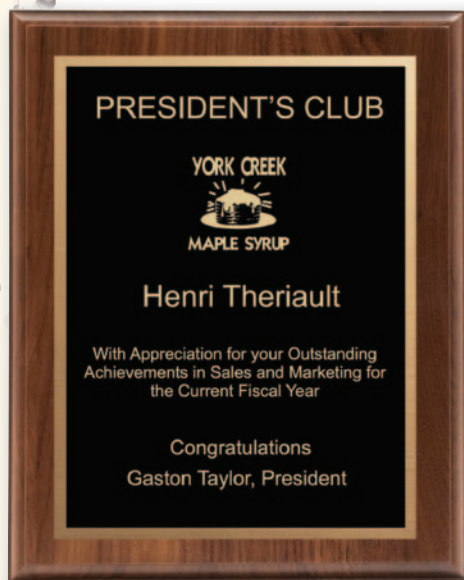 PRESIDENT'S CLUB
YORK CREEK
MAPLE SYRUP
Henri Theriault
With Appreciation for your Outstanding
Achievements in Sales and Marketing for
the Current Fiscal Year
Congratulations
Gaston Taylor, President